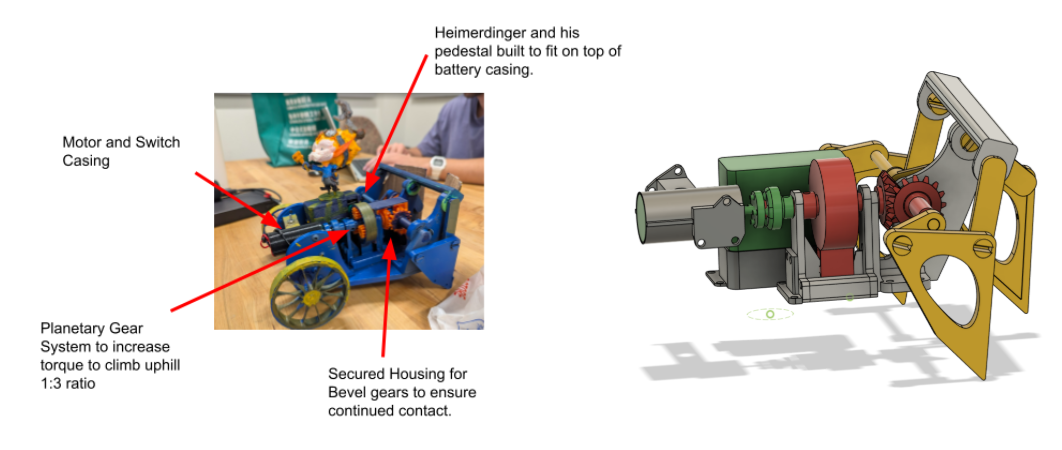 Heimerdinger and his
pedestal built to fit on top of
battery casing.
Motor and Switch
Casing
Planetary Gear
System to increase
torque to climb uphill
1:3 ratio
Secured Housing for
Bevel gears to ensure
continued contact.